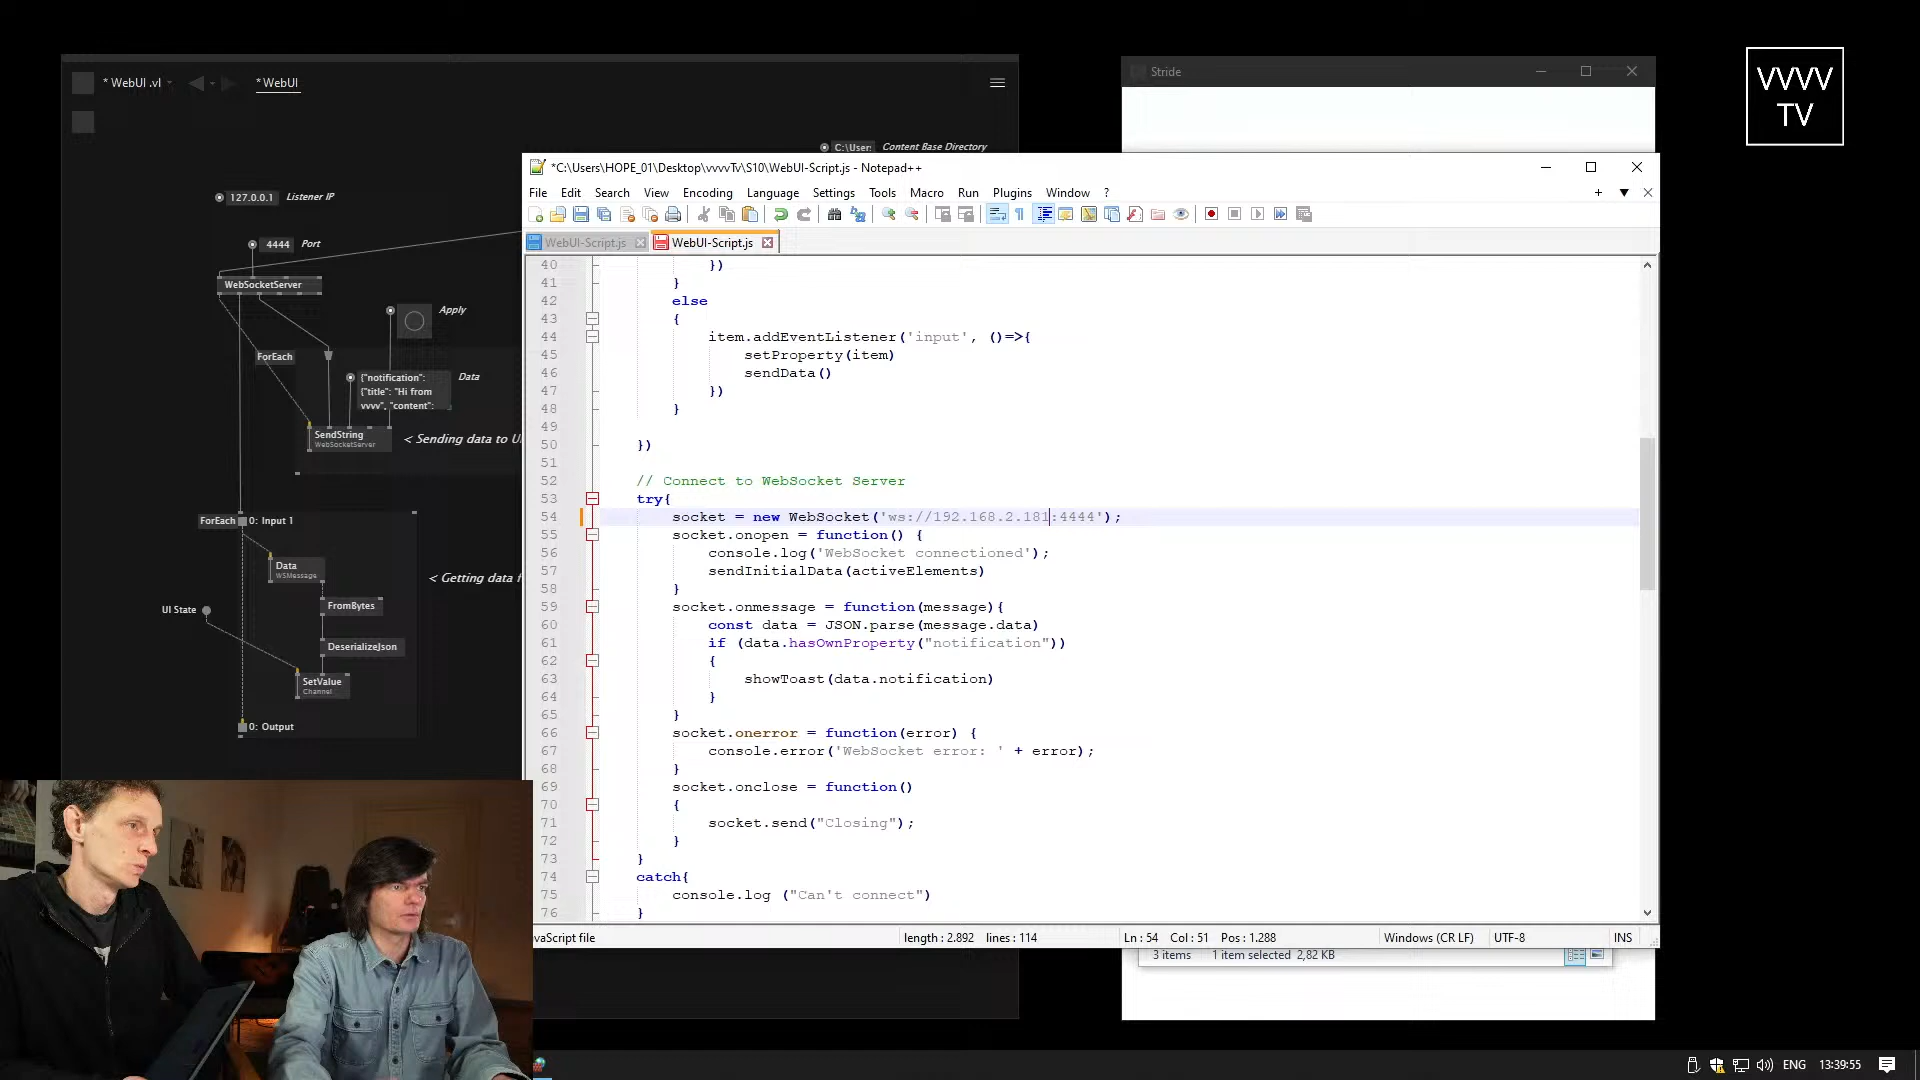 * WebUI .vl
* WebUI
Stride
VVVV
TV
C:\User:
Content Base Directory
127.0.0.1
Listener IP
4444
Port
WebSocketServer
Apply
ForEach
{"notification":
{"title": "Hi from
vvvv", "content":
Data
SendString
WebSocketServer
< Sending data to U
ForEach
0: Input 1
Data
WSMessage
< Getting data f
UI State
FromBytes
DeserializeJson
SetValue
Channel
0: Output
*C:\Users\HOPE_01\Desktop\vvvvTv\S10\WebUI-Script.js - Notepad++
File Edit Search View Encoding Language Settings Tools Macro Run Plugins Window ?
WebUI-Script.js
WebUI-Script.js
40 })
41 }
42 else
43 {
44 item.addEventListener('input', ()=>{
45 setProperty(item)
46 sendData()
47 })
48 }
49
50 })
51
52 // Connect to WebSocket Server
53 try{
54 socket = new WebSocket('ws://192.168.2.181:4444');
55 socket.onopen = function() {
56 console.log('WebSocket connectioned');
57 sendInitialData(activeElements)
58 }
59 socket.onmessage = function(message){
60 const data = JSON.parse(message.data)
61 if (data.hasOwnProperty("notification"))
62 {
63 showToast(data.notification)
64 }
65 }
66 socket.onerror = function(error) {
67 console.error('WebSocket error: ' + error);
68 }
69 socket.onclose = function()
70 {
71 socket.send("Closing");
72 }
73 }
74 catch{
75 console.log ("Can't connect")
76 }
vaScript file
length : 2.892 lines : 114
Ln : 54 Col : 51 Pos : 1.288
Windows (CR LF)
UTF-8
INS
3 items 1 item selected 2,82 KB
ENG
13:39:55